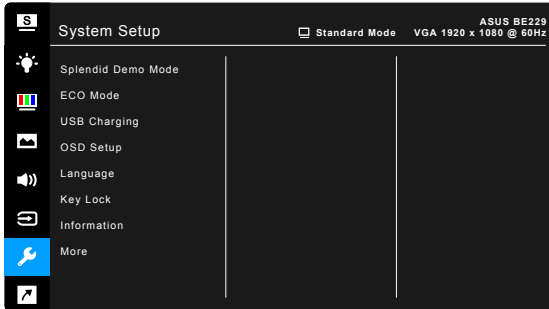 S
System Setup
Standard Mode
ASUS BE229
VGA 1920 x 1080 @ 60Hz
Splendid Demo Mode
ECO Mode
USB Charging
OSD Setup
Language
Key Lock
Information
More